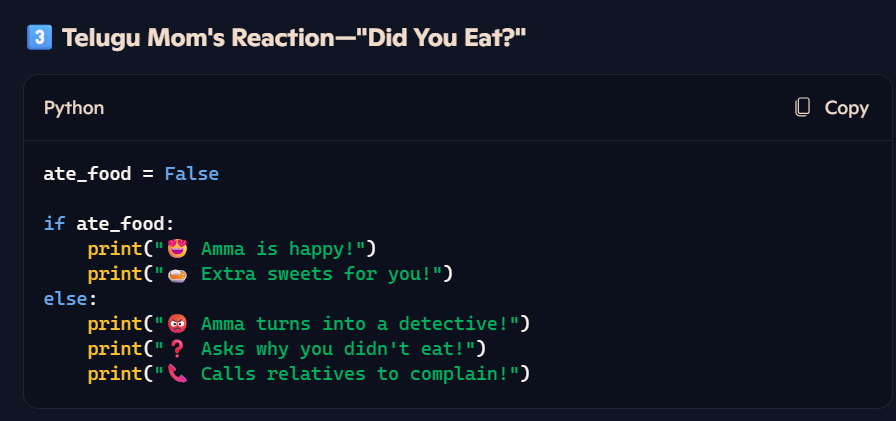 3️⃣ Telugu Mom's Reaction—"Did You Eat?"
Python
Copy
ate_food = False
if ate_food:
    print("😍 Amma is happy!")
    print("🍛 Extra sweets for you!")
else:
    print("😡 Amma turns into a detective!")
    print("❓ Asks why you didn't eat!")
    print("📞 Calls relatives to complain!")